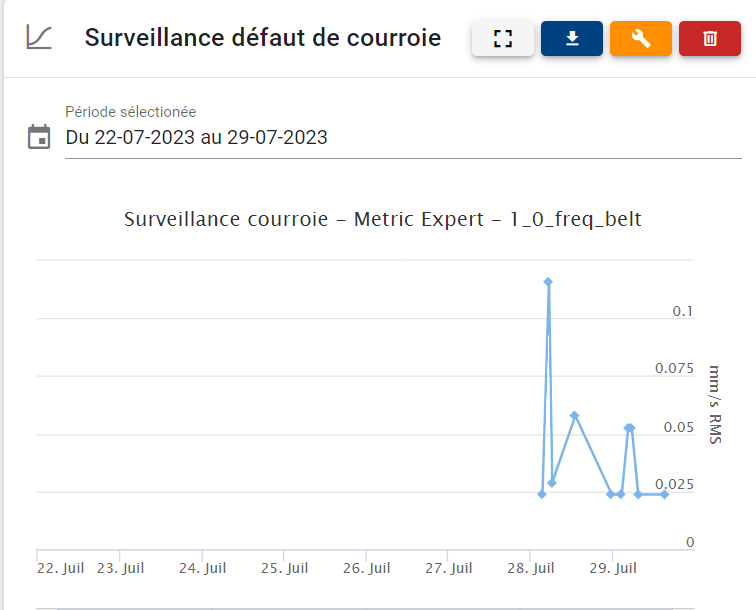 Surveillance défaut de courroie
Période sélectionée
Du 22-07-2023 au 29-07-2023
Surveillance courroie – Metric Expert – 1_0_freq_belt
0.1
0.075
0.05
0.025
0
mm/s RMS
22. Juil 23. Juil 24. Juil 25. Juil 26. Juil 27. Juil 28. Juil 29. Juil